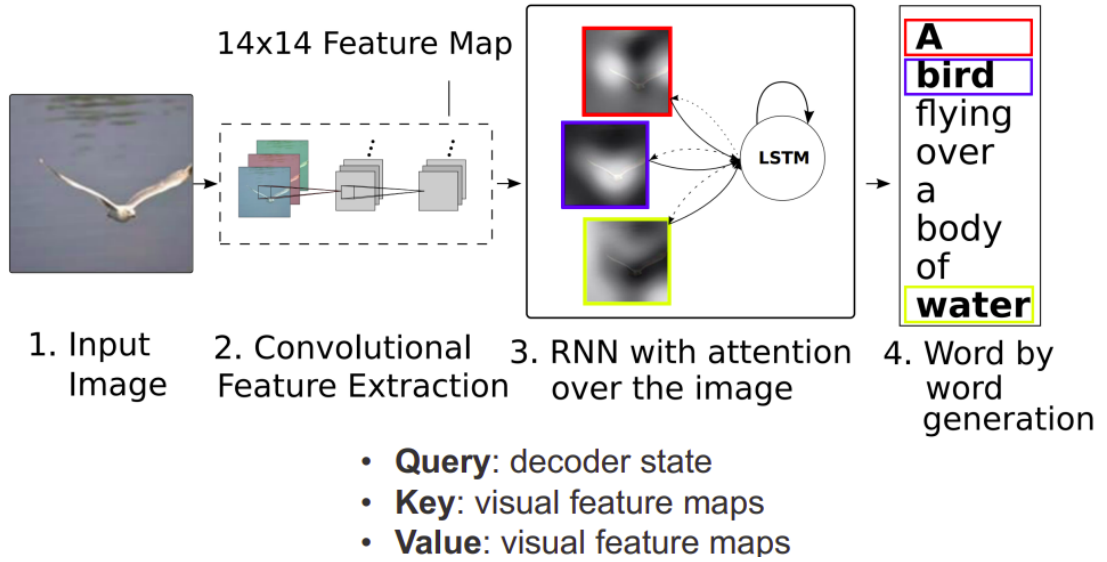 14x14 Feature Map
LSTM
A
bird
flying
over
a
body
of
water
1. Input
Image
2. Convolutional
Feature Extraction
3. RNN with attention
over the image
4. Word by
word
generation
• Query: decoder state
• Key: visual feature maps
• Value: visual feature maps